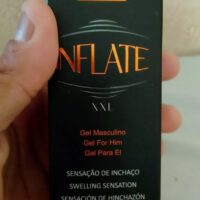 NFLATE
XXL
Gel Masculino
Gel For Him
Gel Para El
SENSAÇÃO DE INCHAÇO
SWELLING SENSATION
SENSACIÓN DE HINCHAZÓN